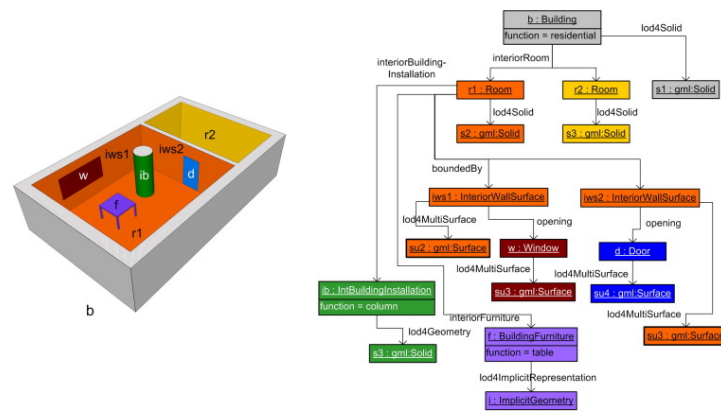 r2
iws1
iws2
w
ib
d
f
r1
b
b : Building
function = residential
lod4Solid
interiorBuilding-
Installation
interiorRoom
r1 : Room
r2 : Room
s1 : gml:Solid
lod4Solid
lod4Solid
s2 : gml:Solid
s3 : gml:Solid
boundedBy
iws1 : InteriorWallSurface
iws2 : InteriorWallSurface
lod4MultiSurface
opening
opening
su2 : gml:Surface
w : Window
d : Door
lod4MultiSurface
lod4MultiSurface
ib : IntBuildingInstallation
function = column
su3 : gml:Surface
su4 : gml:Surface
interiorFurniture
lod4MultiSurface
lod4Geometry
f : BuildingFurniture
function = table
su3 : gml:Surface
s3 : gml:Solid
lod4ImplicitRepresentation
i : ImplicitGeometry